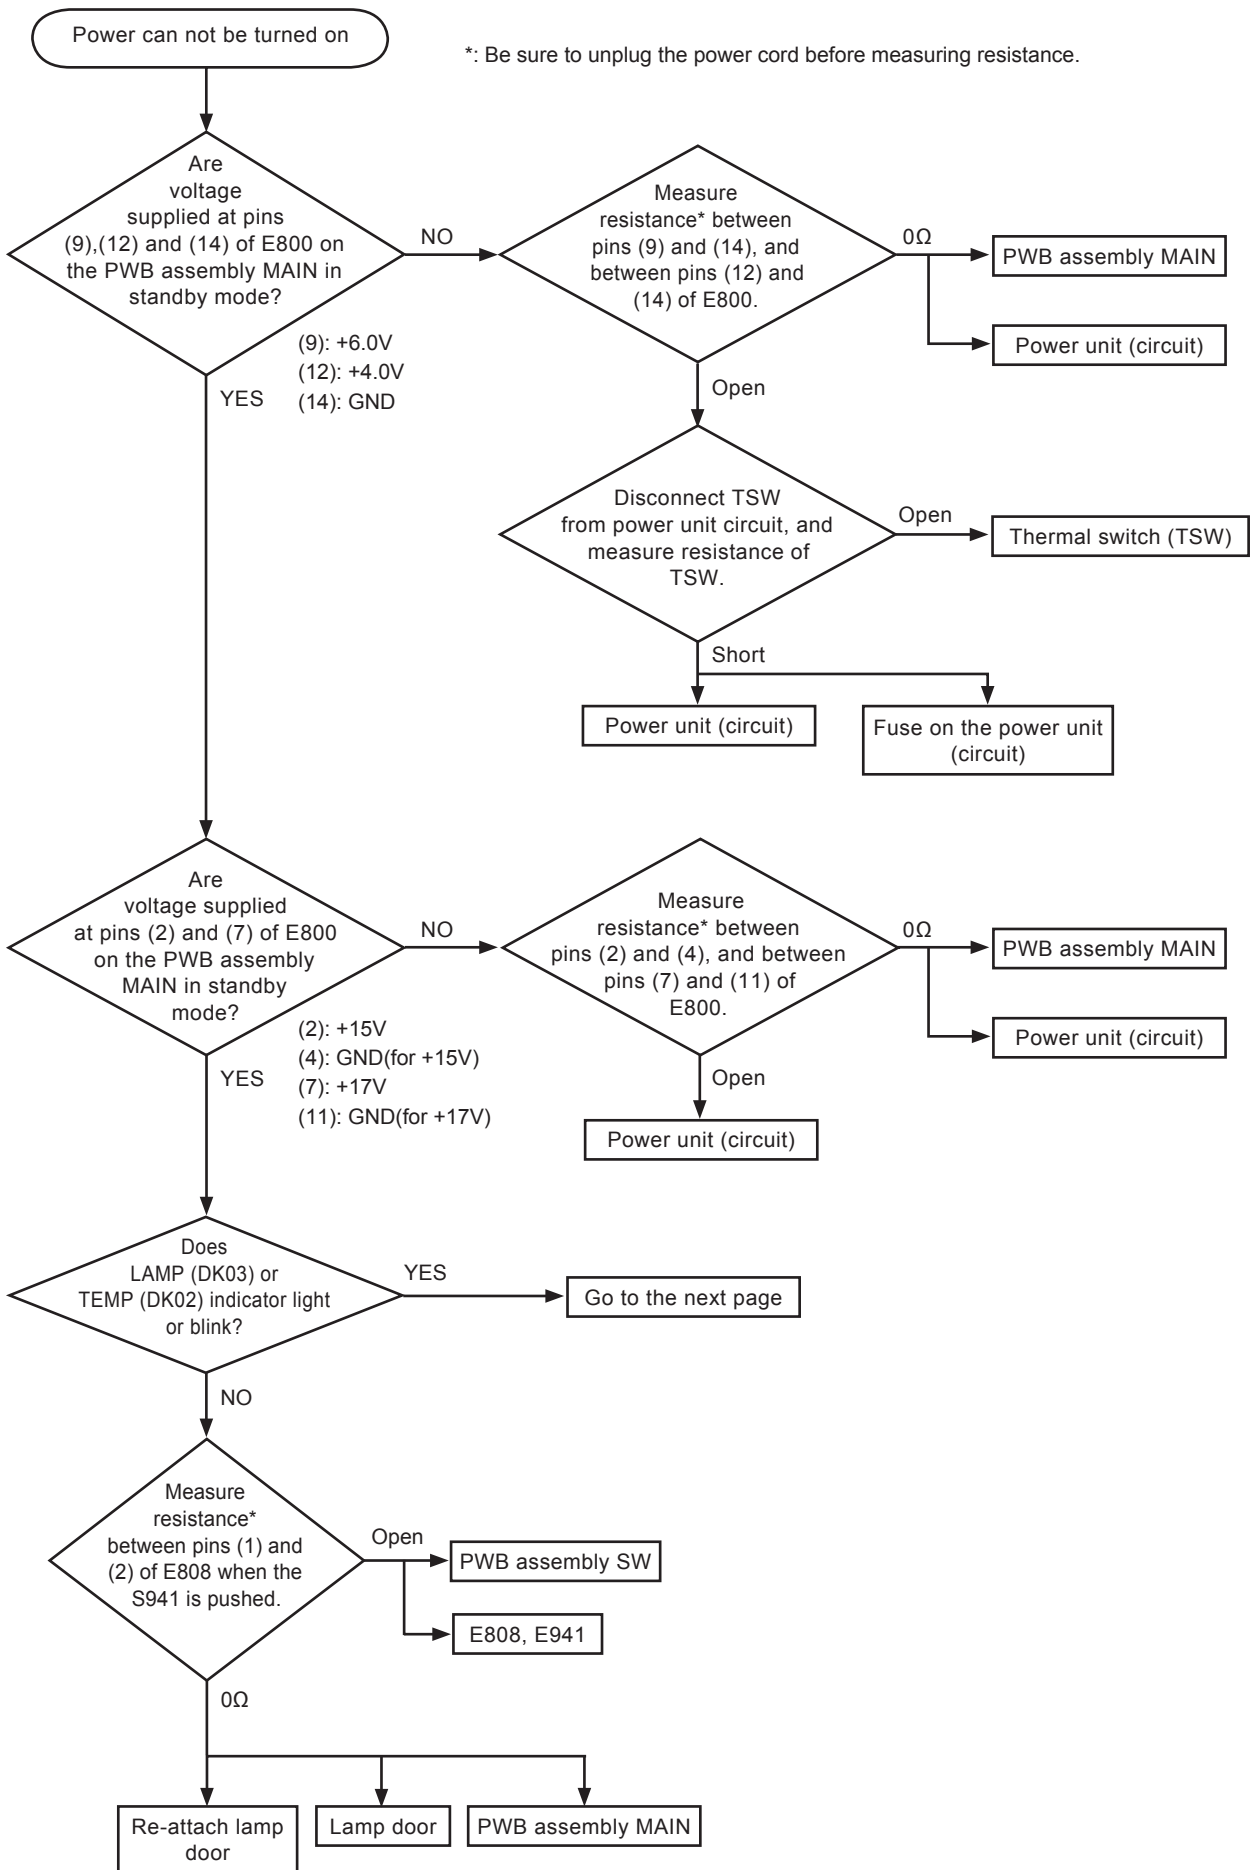 Power can not be turned on
*: Be sure to unplug the power cord before measuring resistance.
Are
voltage
supplied at pins
(9),(12) and (14) of E800 on
the PWB assembly MAIN in
standby mode?
NO
(9): +6.0V
(12): +4.0V
(14): GND
YES
Measure
resistance* between
pins (9) and (14), and
between pins (12) and
(14) of E800.
0Ω
PWB assembly MAIN
Power unit (circuit)
Open
Disconnect TSW
from power unit circuit, and
measure resistance of
TSW.
Open
Thermal switch (TSW)
Short
Power unit (circuit)
Fuse on the power unit
(circuit)
Are
voltage supplied
at pins (2) and (7) of E800
on the PWB assembly
MAIN in standby
mode?
NO
(2): +15V
(4): GND(for +15V)
(7): +17V
(11): GND(for +17V)
YES
Measure
resistance* between
pins (2) and (4), and between
pins (7) and (11) of
E800.
0Ω
PWB assembly MAIN
Power unit (circuit)
Open
Power unit (circuit)
Does
LAMP (DK03) or
TEMP (DK02) indicator light
or blink?
YES
Go to the next page
NO
Measure
resistance*
between pins (1) and
(2) of E808 when the
S941 is pushed.
Open
PWB assembly SW
E808, E941
0Ω
Re-attach lamp
door
Lamp door
PWB assembly MAIN